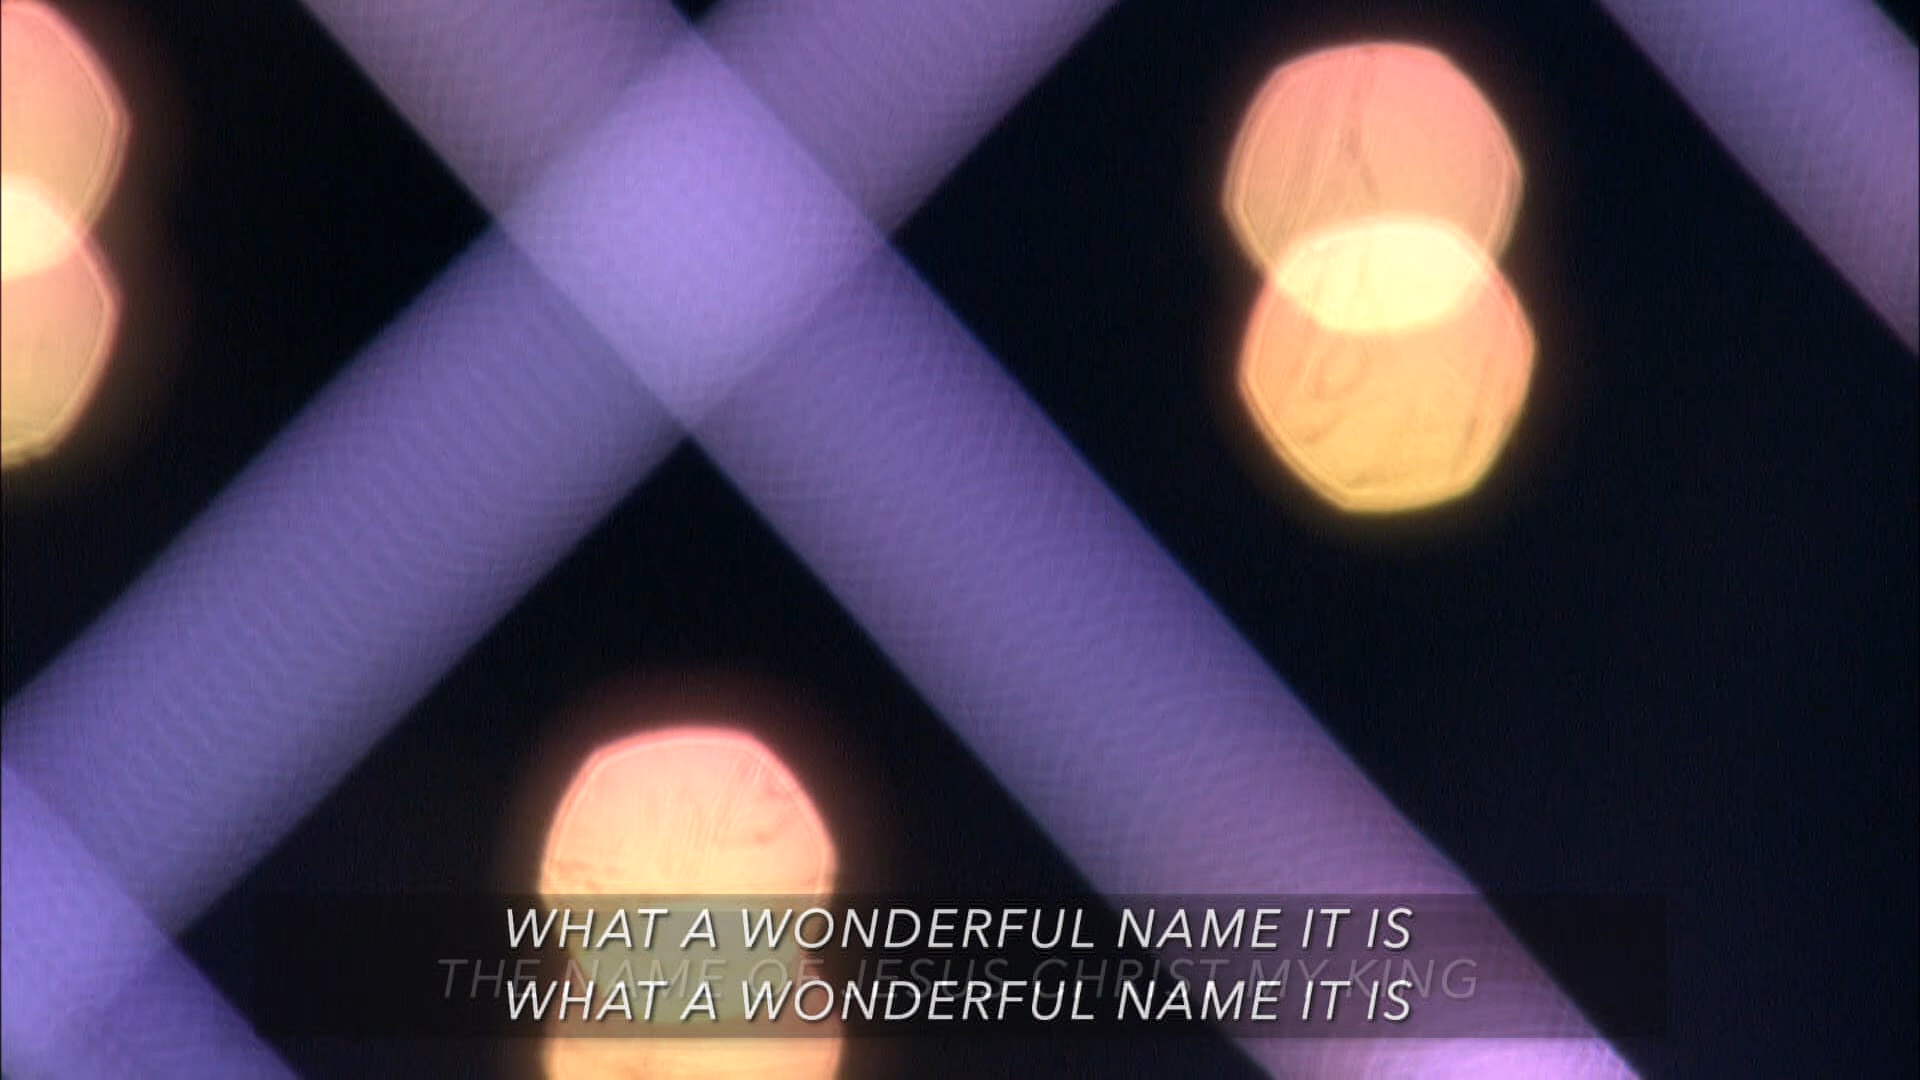 WHAT A WONDERFUL NAME IT IS
THE NAME OF JESUS CHRIST MY KING
WHAT A WONDERFUL NAME IT IS